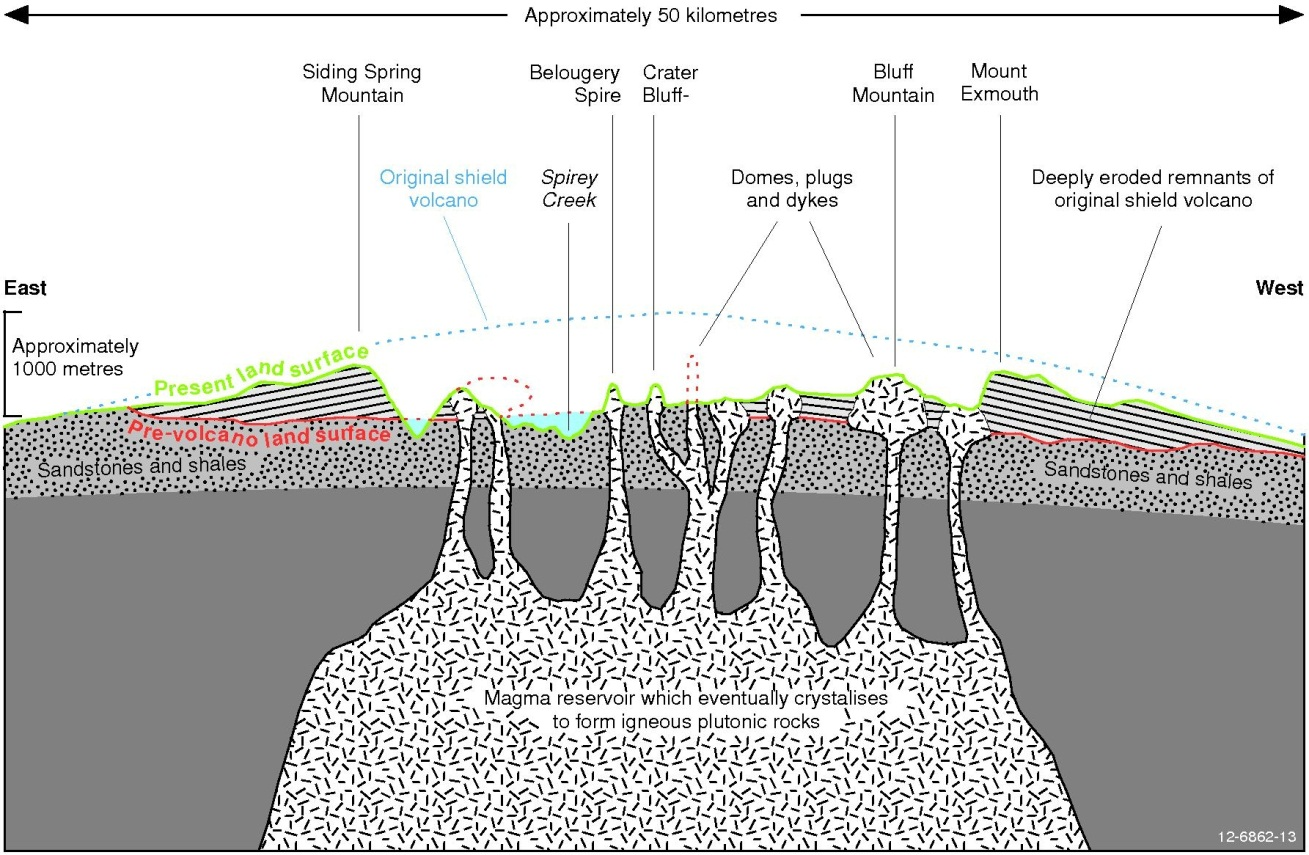 Approximately 50 kilometres
Siding Spring
Mountain
Belougery
Spire
Crater
Bluff-
Bluff
Mountain
Mount
Exmouth
Original shield
volcano
Spirey
Creek
Domes, plugs
and dykes
Deeply eroded remnants of
original shield volcano
East
West
Approximately
1000 metres
Present land surface
Pre-volcano land surface
Sandstones and shales
Sandstones and shales
Magma reservoir which eventually crystalises
to form igneous plutonic rocks
12-6862-13